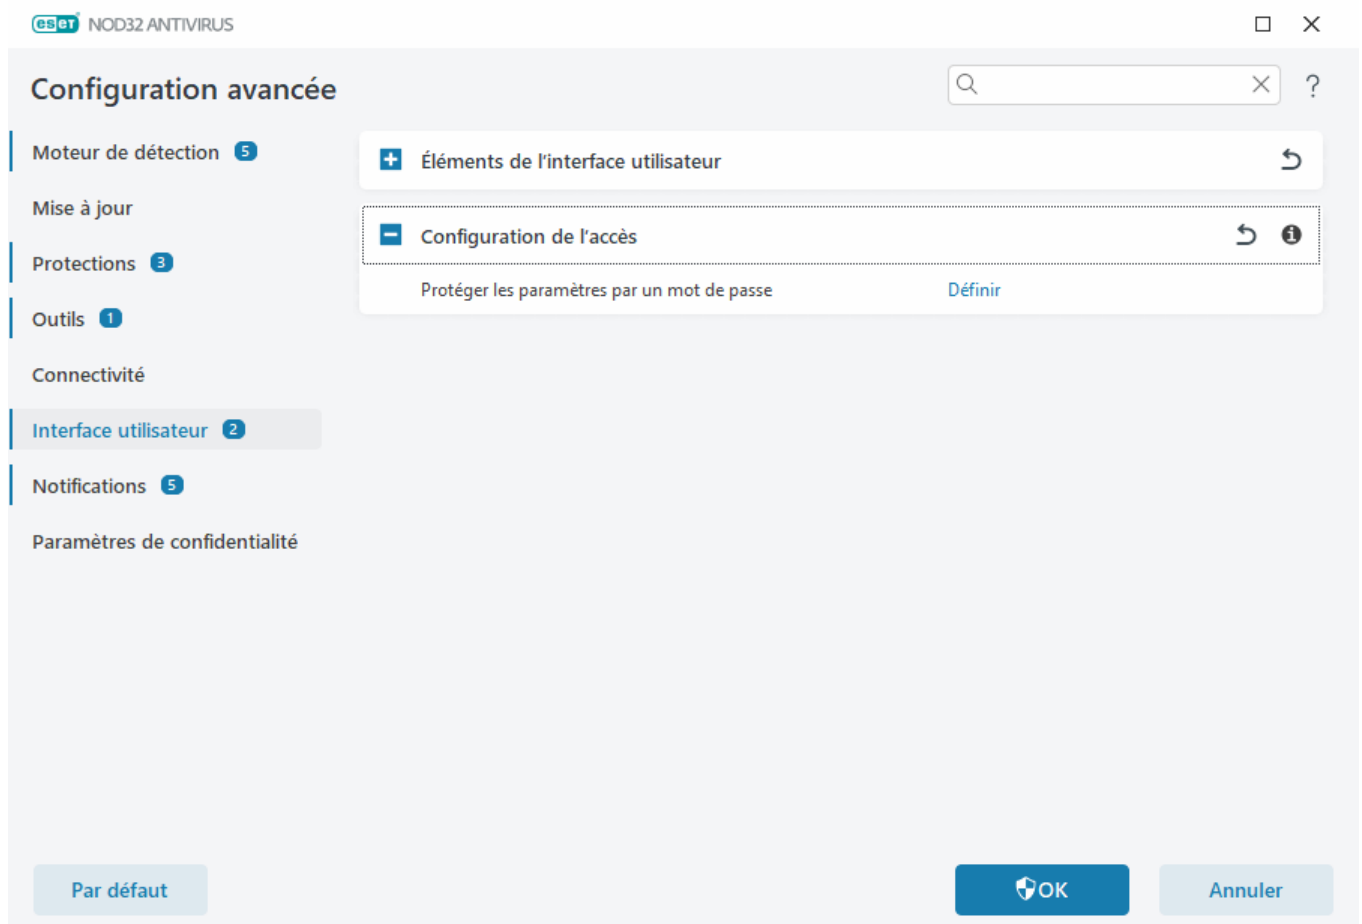 eseT NOD32 ANTIVIRUS
Configuration avancée
?
Moteur de détection 5
Mise à jour
Protections 3
Outils 1
Connectivité
Interface utilisateur 2
Notifications 5
Paramètres de confidentialité
Éléments de l'interface utilisateur
Configuration de l'accès
Protéger les paramètres par un mot de passe Définir
Par défaut
OK
Annuler